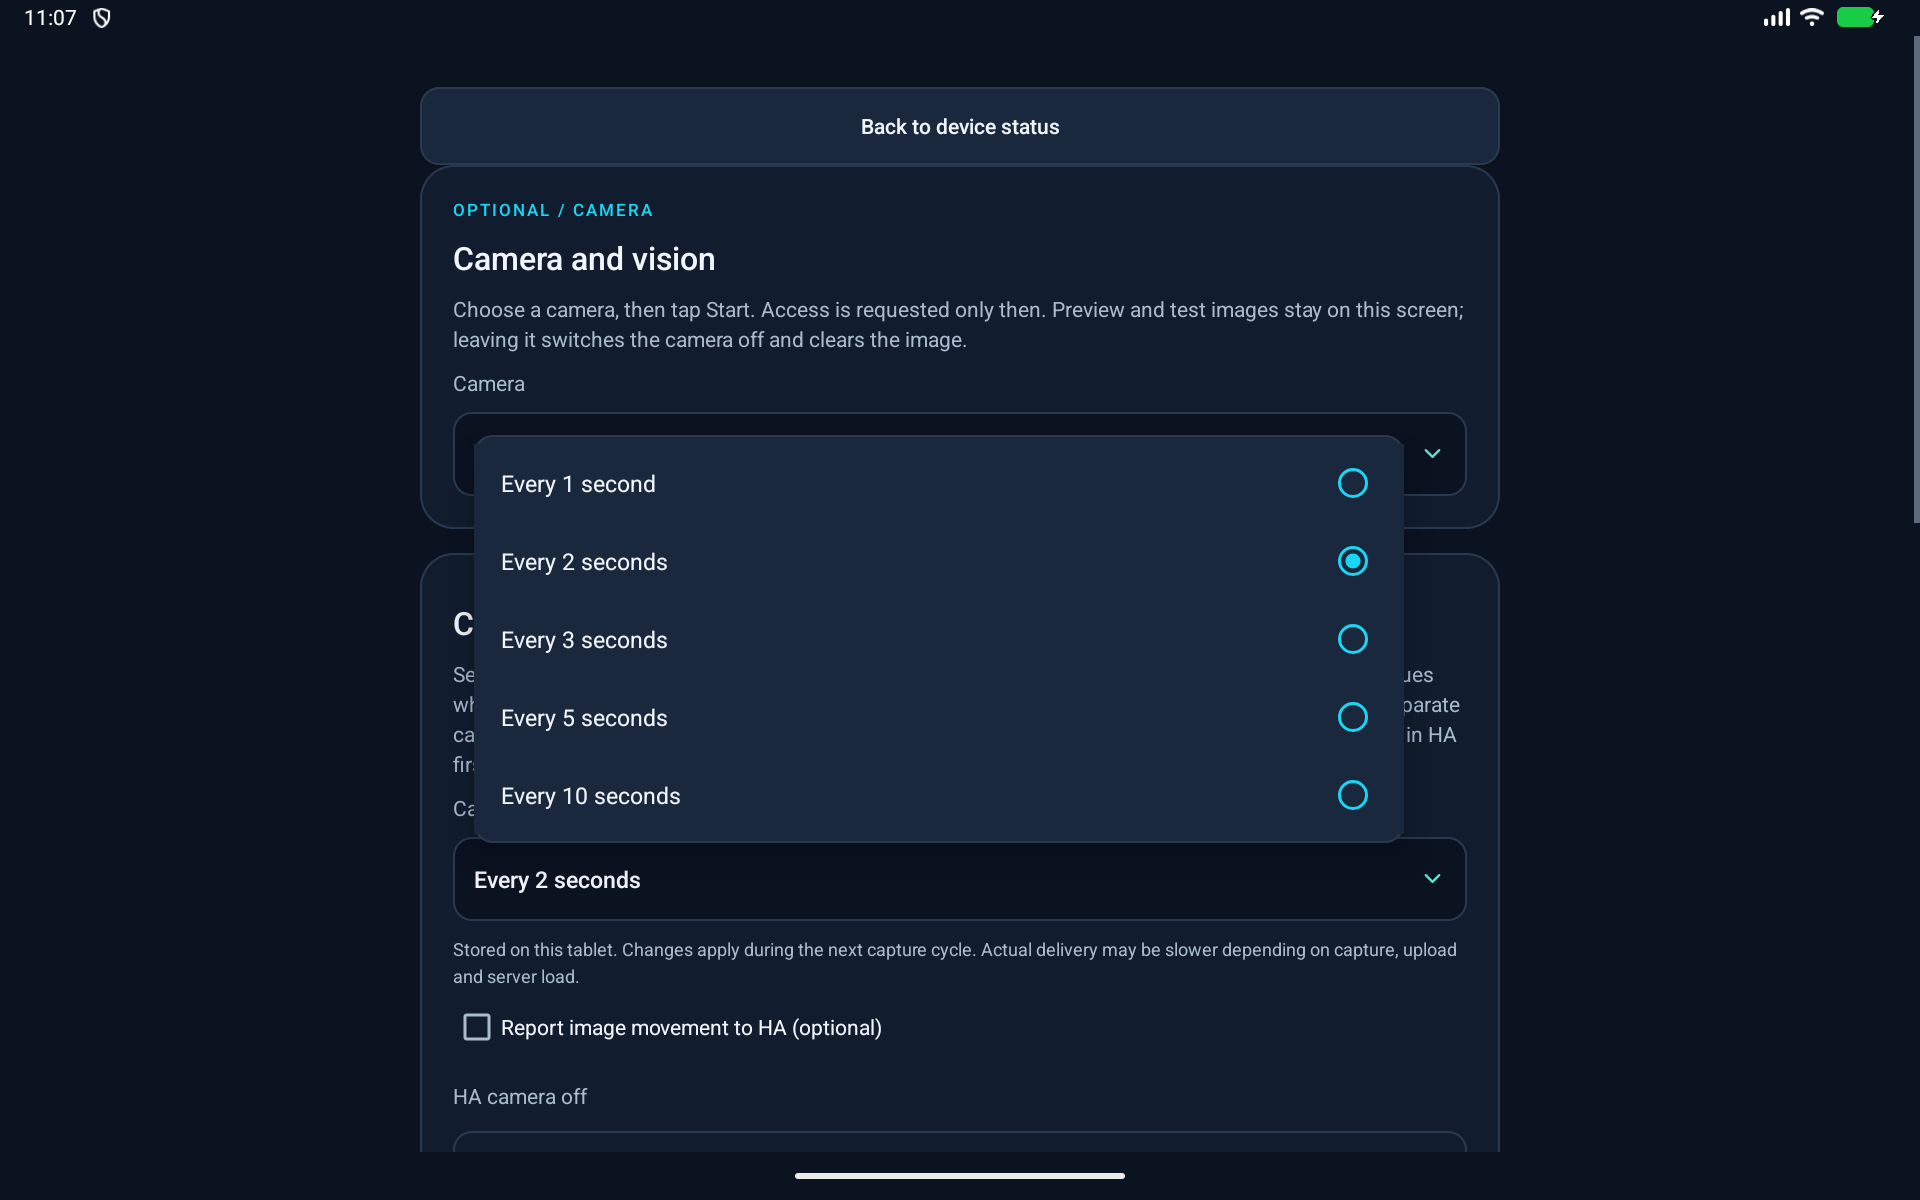 11:07
Back to device status
OPTIONAL / CAMERA
Camera and vision
Choose a camera, then tap Start. Access is requested only then. Preview and test images stay on this screen;
leaving it switches the camera off and clears the image.
Camera
Every 1 second
Every 2 seconds
Every 3 seconds
Every 5 seconds
Every 10 seconds
in HA
Every 2 seconds
Stored on this tablet. Changes apply during the next capture cycle. Actual delivery may be slower depending on capture, upload
and server load.
Report image movement to HA (optional)
HA camera off